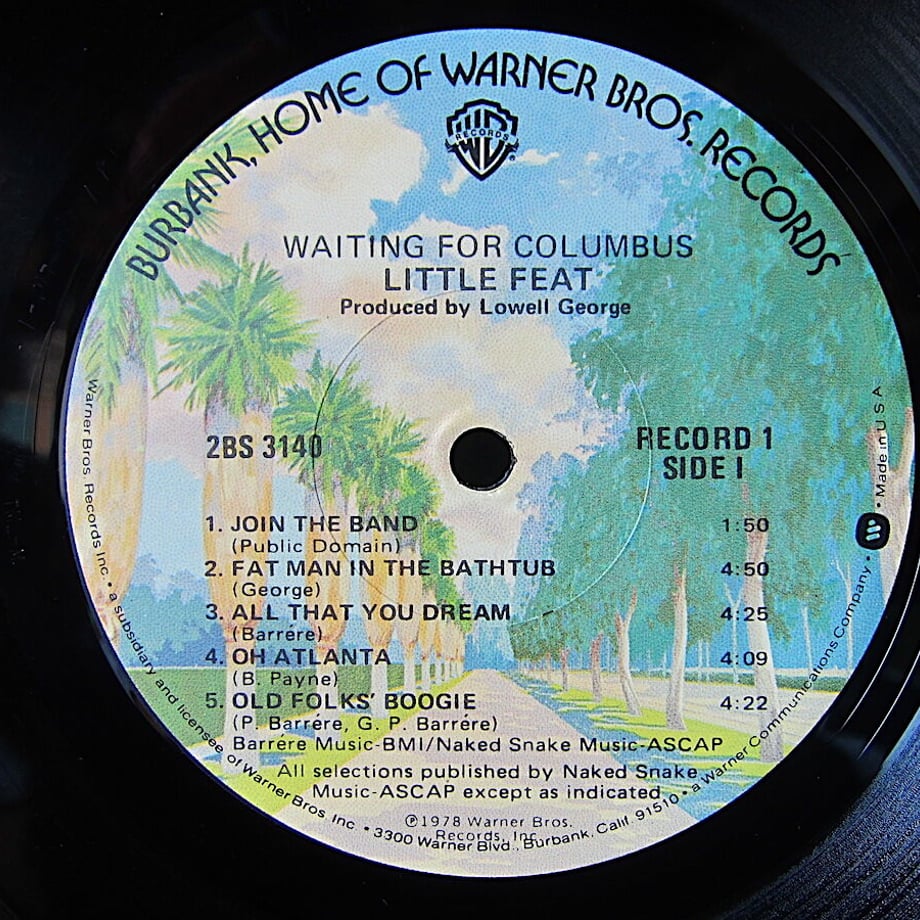 BURBANK, HOME OF WARNER BROS. RECORDS
WB
RECORDS
®
WAITING FOR COLUMBUS
LITTLE FEAT
Produced by Lowell George
2BS 3140
RECORD 1
SIDE I
1. JOIN THE BAND 1:50
(Public Domain)
2. FAT MAN IN THE BATHTUB 4:50
(George)
3. ALL THAT YOU DREAM 4:25
(Barrére)
4. OH ATLANTA 4:09
(B. Payne)
5. OLD FOLKS' BOOGIE 4:22
(P. Barrére, G. P. Barrére)
Barrére Music-BMI/Naked Snake Music-ASCAP
All selections published by Naked Snake
Music-ASCAP except as indicated
℗1978 Warner Bros.
Records, Inc.
Warner Bros. Records Inc. • a subsidiary and licensee of Warner Bros. Inc. • 3300 Warner Blvd., Burbank, Calif. 91510 • a Warner Communications Company. • Made in U S A